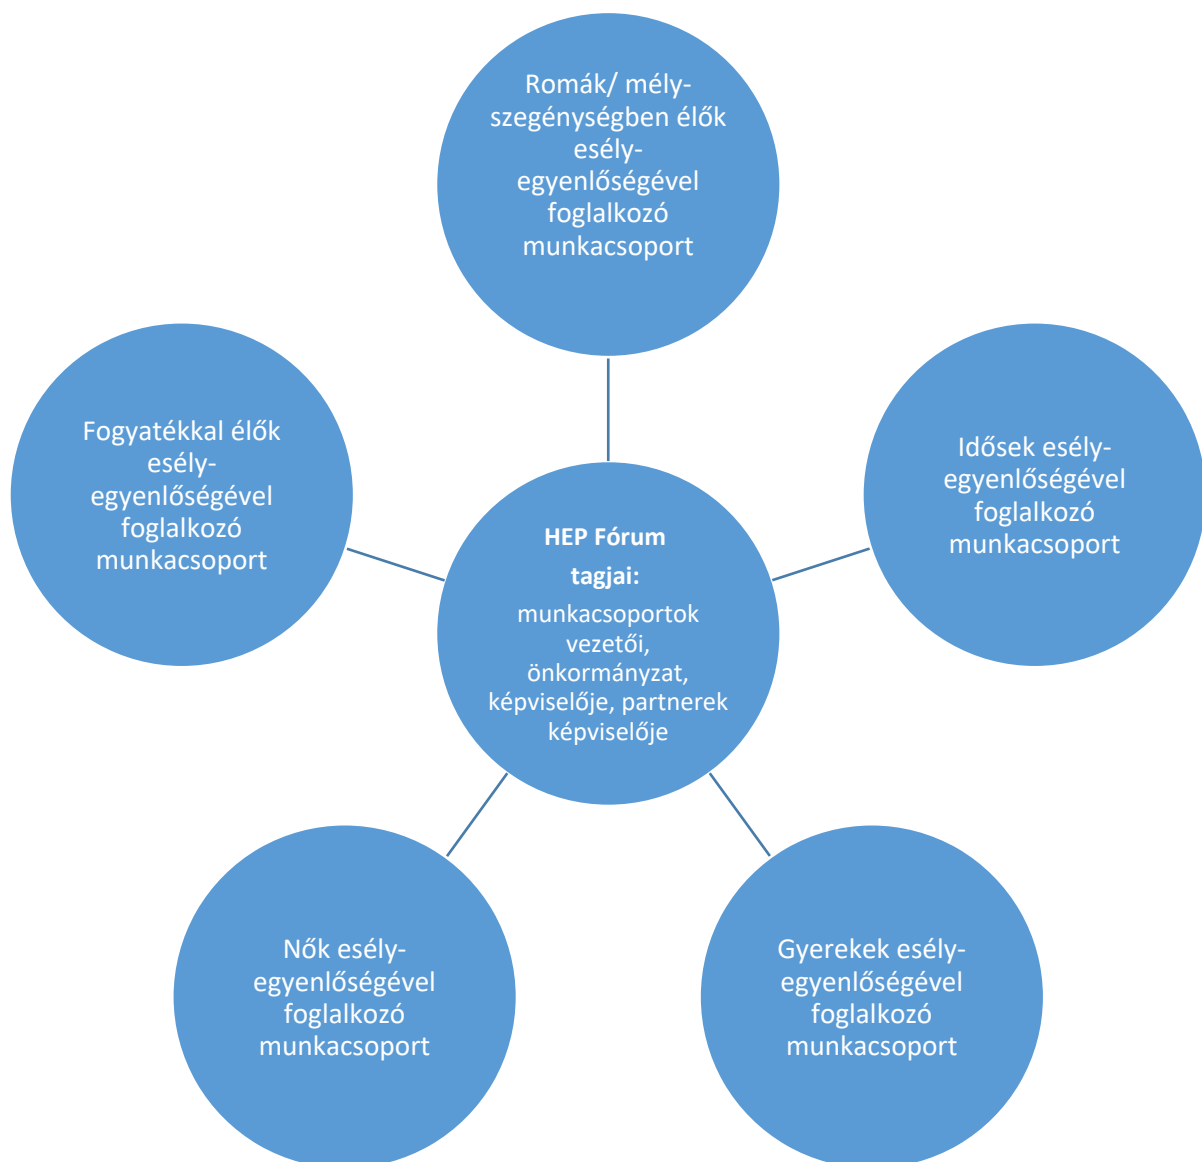 Romák/ mély-
szegénységben élők
esély-
egyenlőségével
foglalkozó
munkacsoport
Fogyatékkal élők
esély-
egyenlőségével
foglalkozó
munkacsoport
Idősek esély-
egyenlőségével
foglalkozó
munkacsoport
HEP Fórum
tagjai:
munkacsoportok
vezetői,
önkormányzat,
képviselője, partnerek
képviselője
Nők esély-
egyenlőségével
foglalkozó
munkacsoport
Gyerekek esély-
egyenlőségével
foglalkozó
munkacsoport